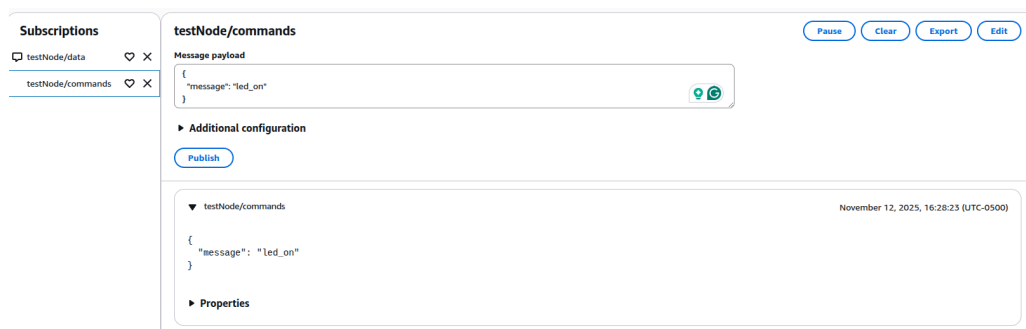 Subscriptions
testNode/data
testNode/commands
testNode/commands
Pause
Clear
Export
Edit
Message payload
{
"message": "led_on"
}
Additional configuration
Publish
testNode/commands
November 12, 2025, 16:28:23 (UTC-0500)
{
"message": "led_on"
}
Properties